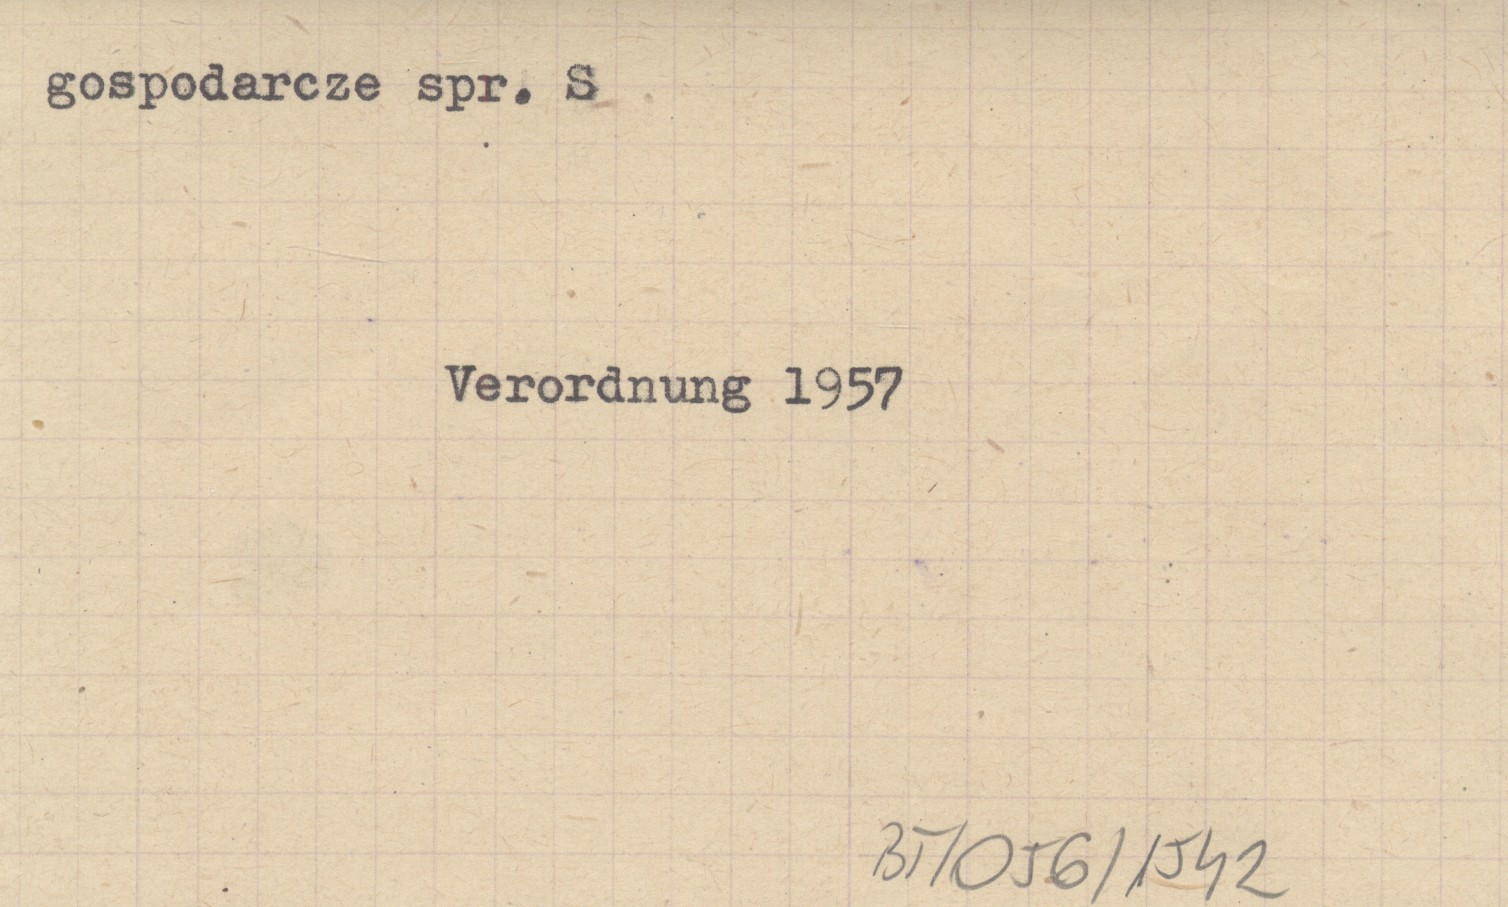 gospodarcze spr. S
Verordnung 1957
BT/056/1542